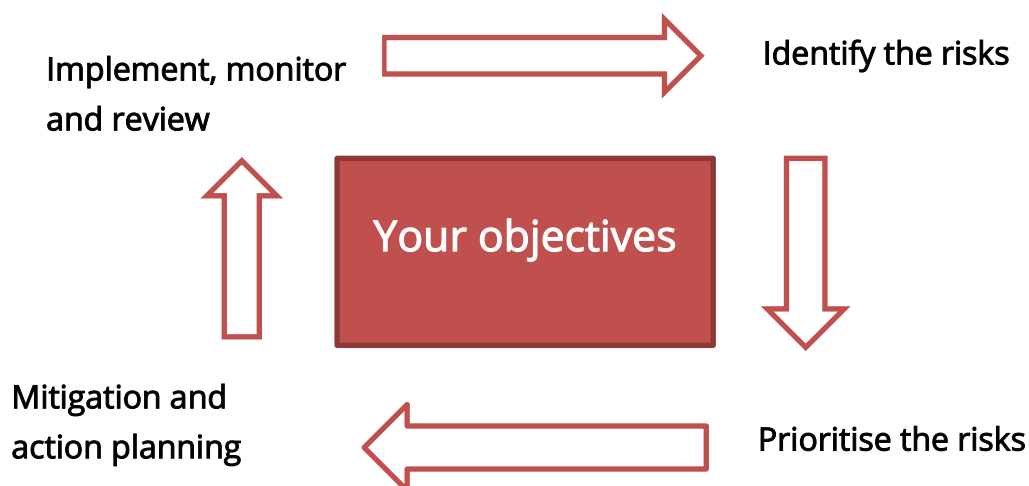 Implement, monitor
and review
Identify the risks
Your objectives
Mitigation and
action planning
Prioritise the risks